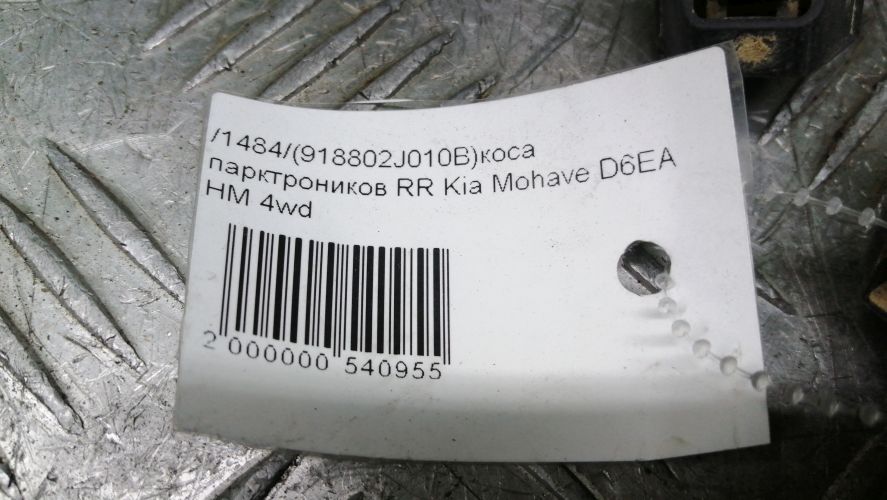 /1484/(918802J010B)коса
парктроников RR Kia Mohave D6EA
HM 4wd
2 000000 540955